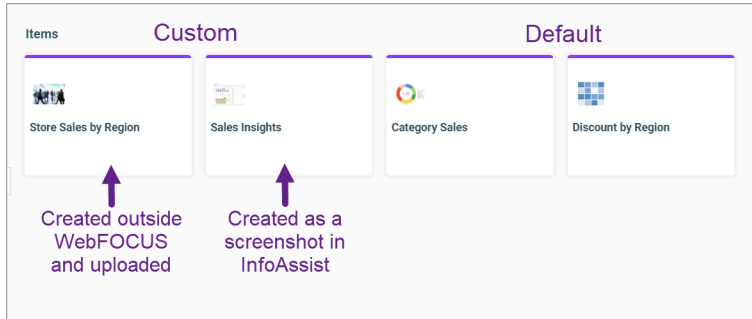 Items
Custom
Default
Store Sales by Region
Sales Insights
Category Sales
Discount by Region
Created outside
WebFOCUS
and uploaded
Created as a
screenshot in
InfoAssist